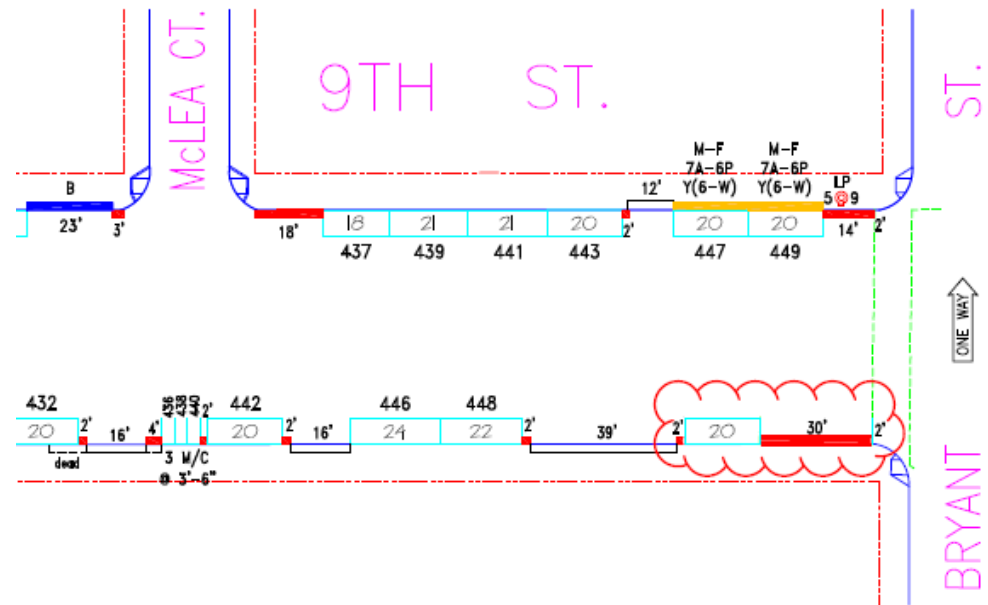 McLEA CT.
9TH ST.
ST.
BRYANT
ONE WAY
B
23'
3'
18'
18 21 21 20
437 439 441 443
2'
12'
M-F M-F
7A-6P 7A-6P
Y(6-W) Y(6-W)
20 20
447 449
LP
5 9
14'
2'
432
20
dead
2'
16'
4'
436
438
440
3 M/C
@ 3'-6"
2'
442
20
2'
16'
446 448
24 22
2'
39'
2'
20
30'
2'